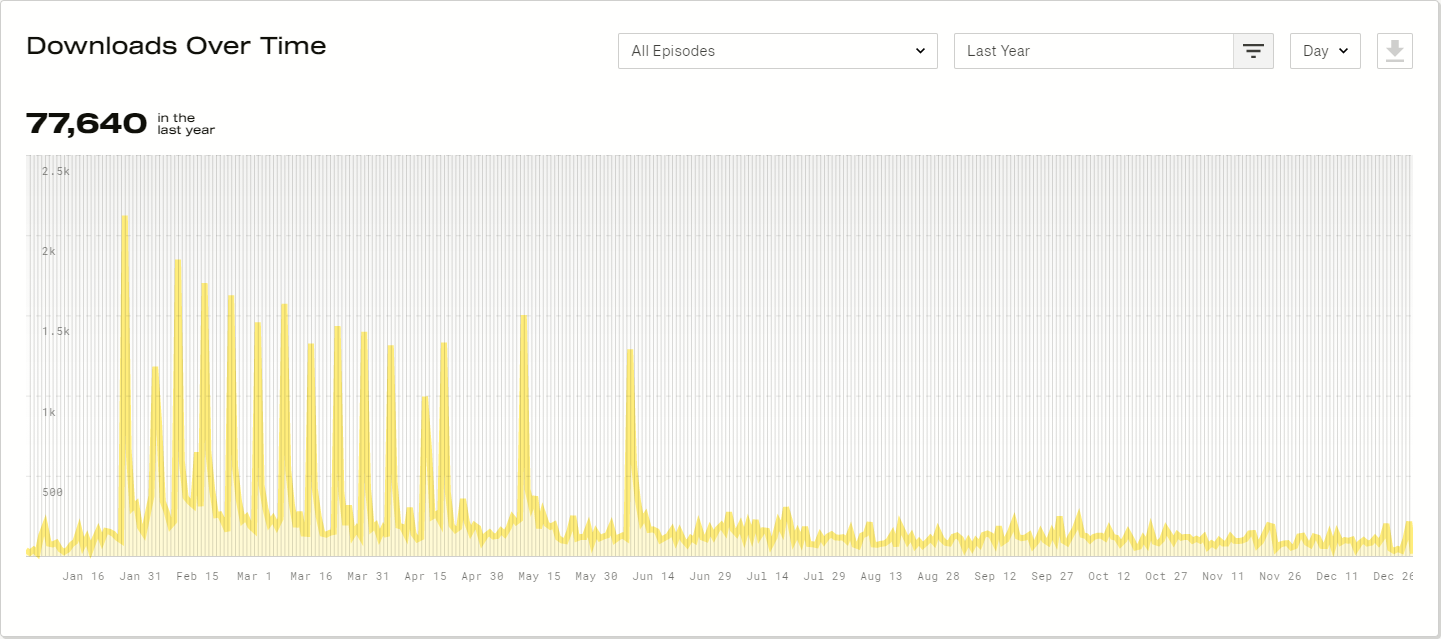 Downloads Over Time
All Episodes
Last Year
Day
77,640 in the
last year
2.5k
2k
1.5k
1k
500
Jan 16 Jan 31 Feb 15 Mar 1 Mar 16 Mar 31 Apr 15 Apr 30 May 15 May 30 Jun 14 Jun 29 Jul 14 Jul 29 Aug 13 Aug 28 Sep 12 Sep 27 Oct 12 Oct 27 Nov 11 Nov 26 Dec 11 Dec 26